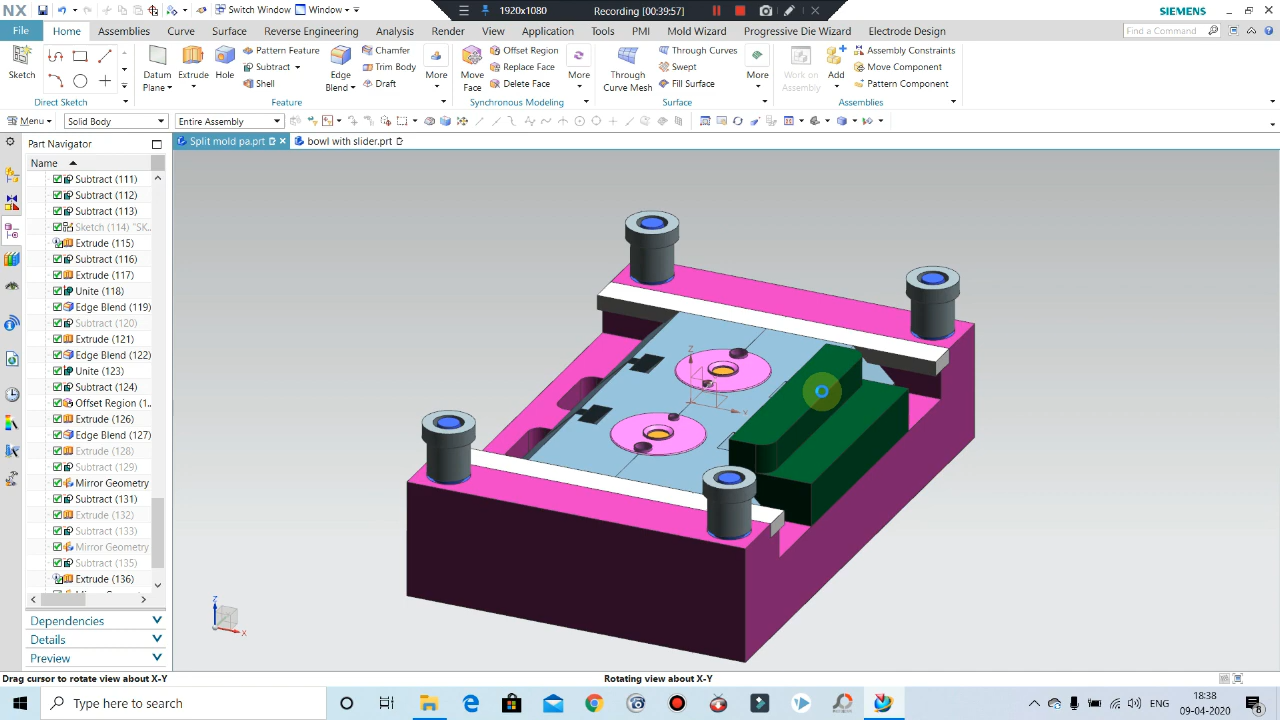 NX
Switch Window
Window
1920x1080
Recording [00:39:57]
SIEMENS
File
Home
Assemblies
Curve
Surface
Reverse Engineering
Analysis
Render
View
Application
Tools
PMI
Mold Wizard
Progressive Die Wizard
Electrode Design
Find a Command
Sketch
Direct Sketch
Datum Plane
Extrude
Hole
Pattern Feature
Subtract
Shell
Edge Blend
Chamfer
Trim Body
Draft
More
Feature
Move Face
Offset Region
Replace Face
Delete Face
More
Synchronous Modeling
Through Curve Mesh
Through Curves
Swept
Fill Surface
More
Surface
Work on Assembly
Add
Assembly Constraints
Move Component
Pattern Component
Assemblies
Menu
Solid Body
Entire Assembly
Part Navigator
Split mold pa.prt
bowl with slider.prt
Name
Subtract (111)
Subtract (112)
Subtract (113)
Sketch (114) "SK...
Extrude (115)
Subtract (116)
Extrude (117)
Unite (118)
Edge Blend (119)
Subtract (120)
Extrude (121)
Edge Blend (122)
Unite (123)
Subtract (124)
Offset Region (1...
Extrude (126)
Edge Blend (127)
Extrude (128)
Subtract (129)
Mirror Geometry
Subtract (131)
Extrude (132)
Subtract (133)
Mirror Geometry
Subtract (135)
Extrude (136)
Dependencies
Details
Preview
Z
Y
Z
X
Drag cursor to rotate view about X-Y
Rotating view about X-Y
Type here to search
ENG
18:38
09-04-2020